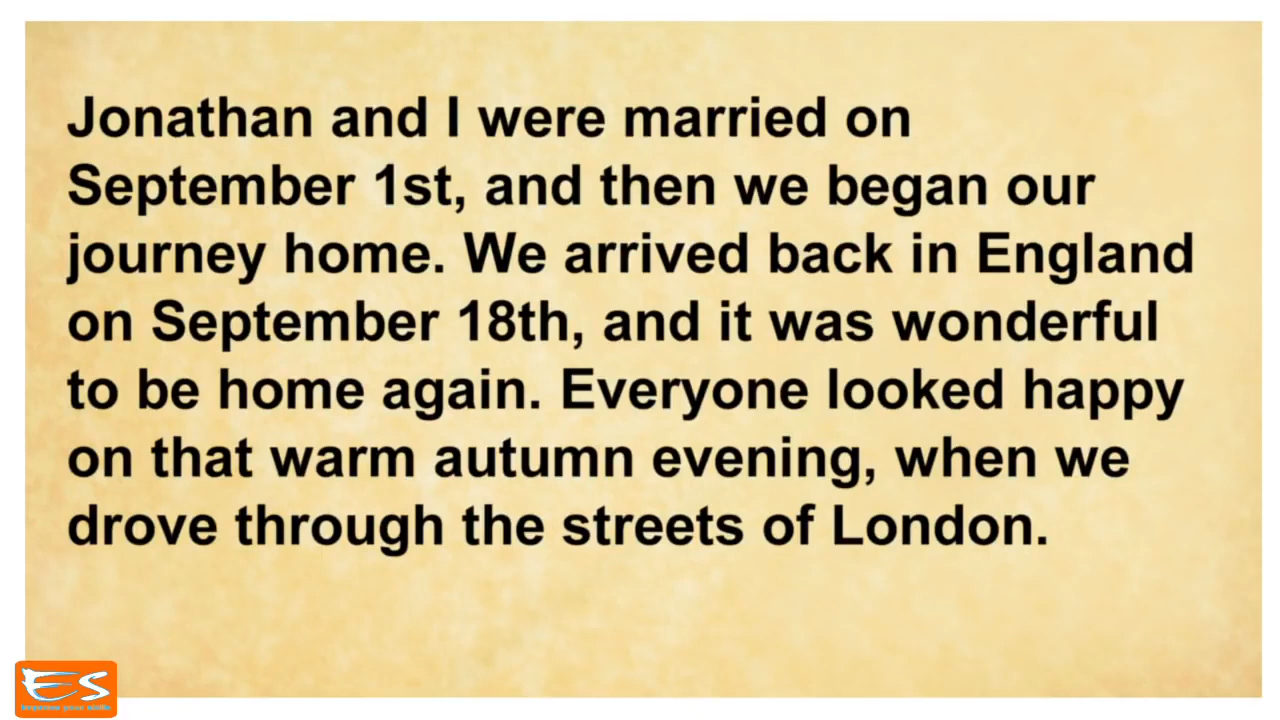 Jonathan and I were married on
September 1st, and then we began our
journey home. We arrived back in England
on September 18th, and it was wonderful
to be home again. Everyone looked happy
on that warm autumn evening, when we
drove through the streets of London.
ES